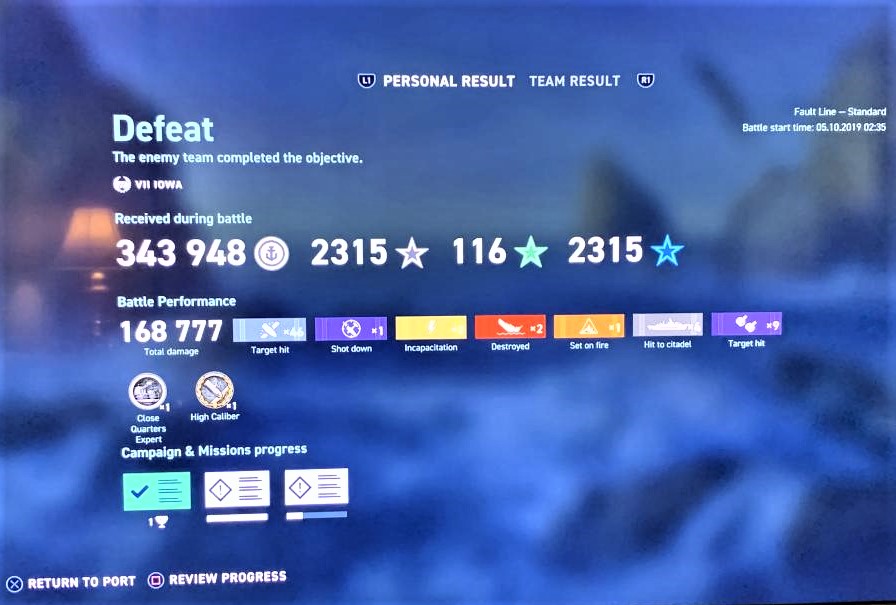 L1 PERSONAL RESULT TEAM RESULT R1
Fault Line – Standard
Battle start time: 05.10.2019 02:35
Defeat
The enemy team completed the objective.
VII IOWA
Received during battle
343 948 2315 116 2315
Battle Performance
168 777 ×46 ×1 ×2 ×1 ×9
Total damage Target hit Shot down Incapacitation Destroyed Set on fire Hit to citadel Target hit
×1 ×1
Close Quarters Expert High Caliber
Campaign & Missions progress
1
RETURN TO PORT REVIEW PROGRESS